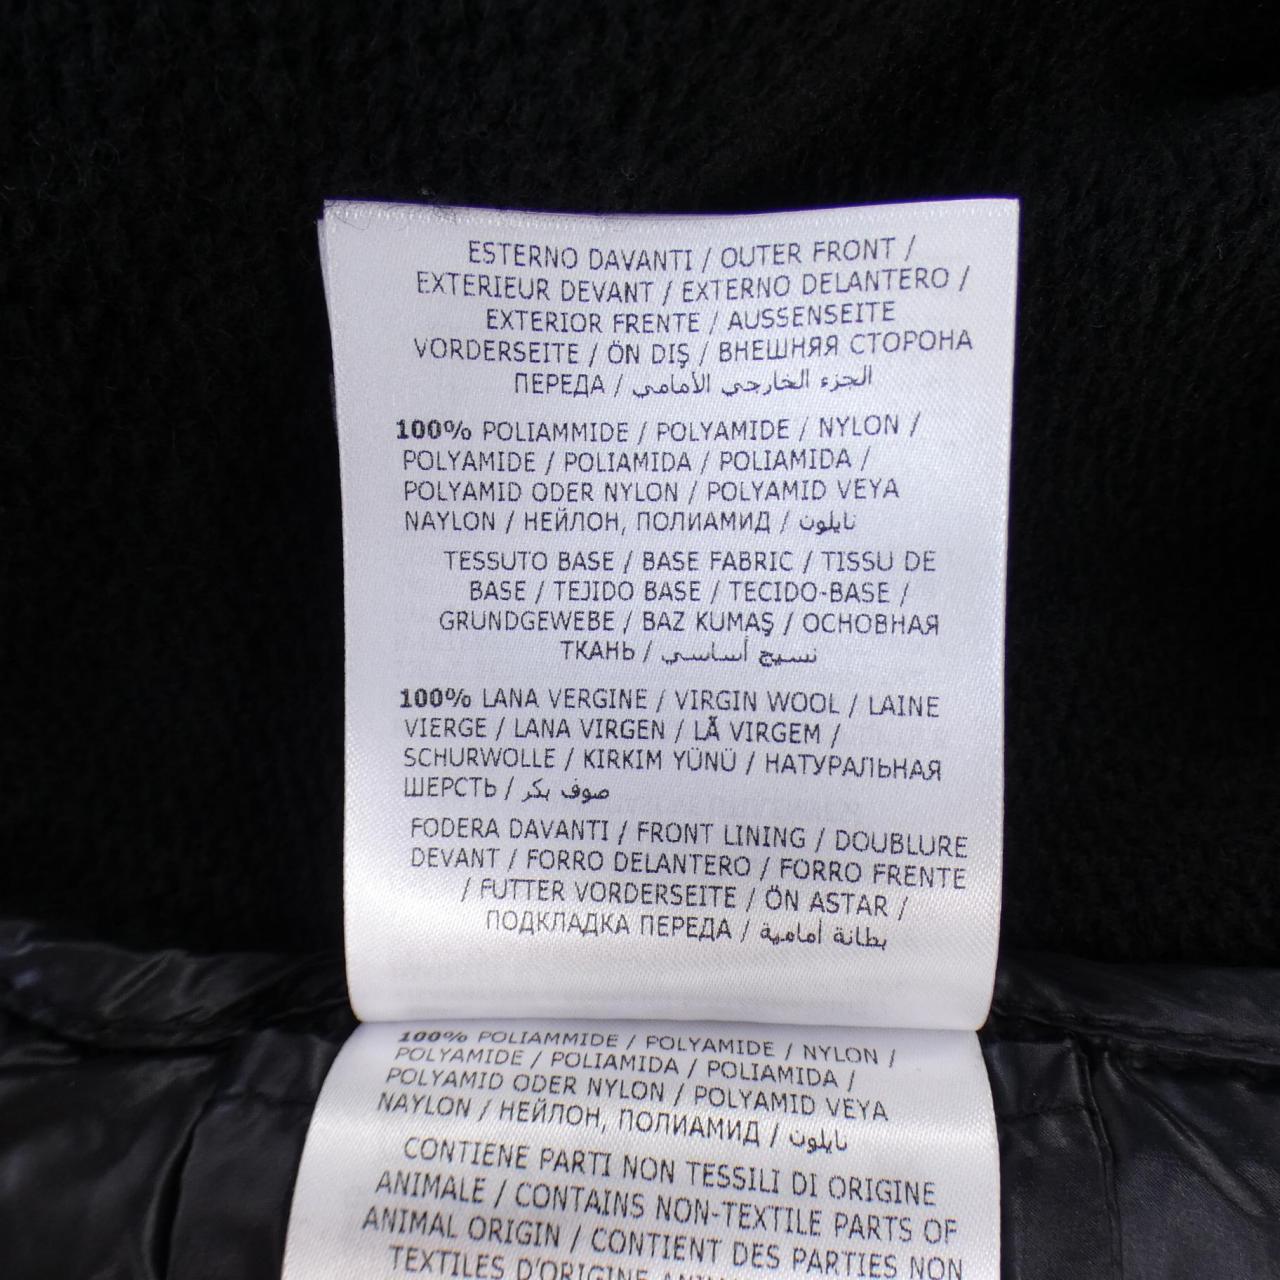 ESTERNO DAVANTI / OUTER FRONT /
EXTERIEUR DEVANT / EXTERNO DELANTERO /
EXTERIOR FRENTE / AUSSENSEITE
VORDERSEITE / ÖN DIŞ / ВНЕШНЯЯ СТОРОНА
ПЕРЕДА / الجزء الخارجي الأمامي
100% POLIAMMIDE / POLYAMIDE / NYLON /
POLYAMIDE / POLIAMIDA / POLIAMIDA /
POLYAMID ODER NYLON / POLYAMID VEYA
NAYLON / НЕЙЛОН, ПОЛИАМИД / نايلون
TESSUTO BASE / BASE FABRIC / TISSU DE
BASE / TEJIDO BASE / TECIDO-BASE /
GRUNDGEWEBE / BAZ KUMAŞ / ОСНОВНАЯ
ТКАНЬ / نسيج أساسي
100% LANA VERGINE / VIRGIN WOOL / LAINE
VIERGE / LANA VIRGEN / LÃ VIRGEM /
SCHURWOLLE / KIRKIM YÜNÜ / НАТУРАЛЬНАЯ
ШЕРСТЬ / صوف بكر
FODERA DAVANTI / FRONT LINING / DOUBLURE
DEVANT / FORRO DELANTERO / FORRO FRENTE
/ FUTTER VORDERSEITE / ÖN ASTAR /
ПОДКЛАДКА ПЕРЕДА / بطانة أمامية
100% POLIAMMIDE / POLYAMIDE / NYLON /
POLYAMIDE / POLIAMIDA / POLIAMIDA /
POLYAMID ODER NYLON / POLYAMID VEYA
NAYLON / НЕЙЛОН, ПОЛИАМИД / نايلون
CONTIENE PARTI NON TESSILI DI ORIGINE
ANIMALE / CONTAINS NON-TEXTILE PARTS OF
ANIMAL ORIGIN / CONTIENT DES PARTIES NON
TEXTILES D'ORIGINE